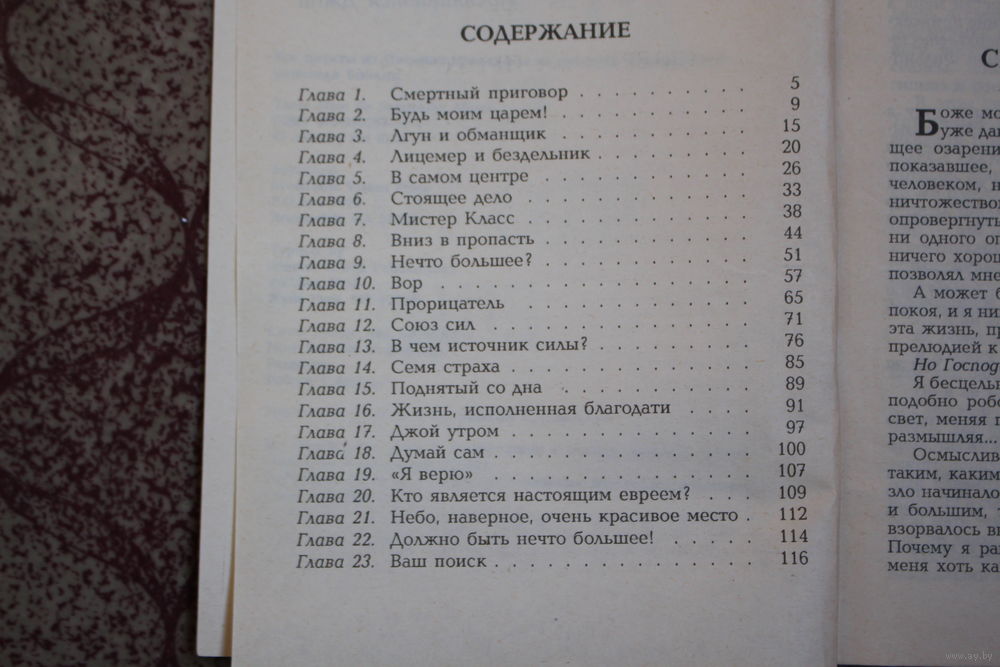 СОДЕРЖАНИЕ
Глава 1. Смертный приговор . . . . . . . . . . 5
Глава 2. Будь моим царем! . . . . . . . . . . . 9
Глава 3. Лгун и обманщик . . . . . . . . . . . 15
Глава 4. Лицемер и бездельник . . . . . . . . . 20
Глава 5. В самом центре . . . . . . . . . . . . 26
Глава 6. Стоящее дело . . . . . . . . . . . . 33
Глава 7. Мистер Класс . . . . . . . . . . . . 38
Глава 8. Вниз в пропасть . . . . . . . . . . . 44
Глава 9. Нечто большее? . . . . . . . . . . . 51
Глава 10. Вор . . . . . . . . . . . . . . . . 57
Глава 11. Прорицатель . . . . . . . . . . . . 65
Глава 12. Союз сил . . . . . . . . . . . . . . 71
Глава 13. В чем источник силы? . . . . . . . . . 76
Глава 14. Семя страха . . . . . . . . . . . . . 85
Глава 15. Поднятый со дна . . . . . . . . . . 89
Глава 16. Жизнь, исполненная благодати . . . . 91
Глава 17. Джой утром . . . . . . . . . . . . . 97
Глава 18. Думай сам . . . . . . . . . . . . . . 100
Глава 19. «Я верю» . . . . . . . . . . . . . . 107
Глава 20. Кто является настоящим евреем? . . . 109
Глава 21. Небо, наверное, очень красивое место . 112
Глава 22. Должно быть нечто большее! . . . . . 114
Глава 23. Ваш поиск . . . . . . . . . . . . . . 116
С
Боже мо
уже да
щее озарени
показавшее,
человеком, н
ничтожеством
опровергнуть
ни одного оп
ничего хорош
позволял мне
А может б
покоя, и я ни
эта жизнь, пр
прелюдией к
Но Господ
Я бесцельн
подобно робо
свет, меняя п
размышляя...
Осмыслив
таким, каким
зло начинало
и большим, т
взорвалось вн
Почему я ра
меня хоть ка
www.ay.by